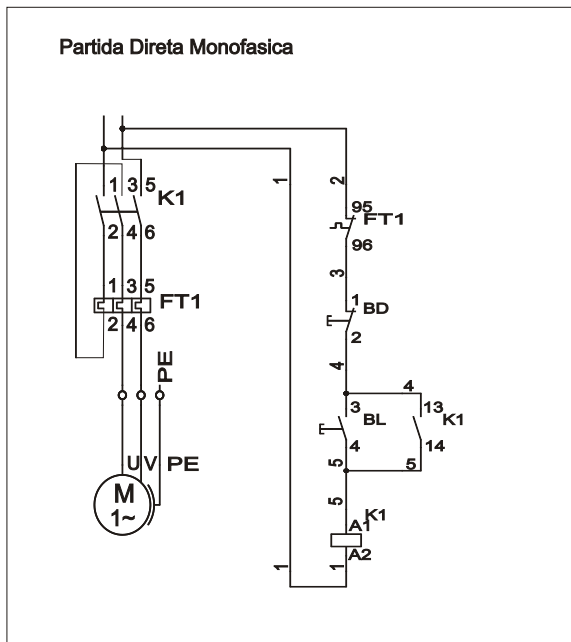 Partida Direta Monofasica
1 3 5
K1
2 4 6
1 3 5
FT1
2 4 6
PE
U V PE
M
1~
1
2
95
FT1
96
3
1
BD
2
4
4
3
BL
4
13
K1
14
5
5
5
K1
A1
A2
1
1